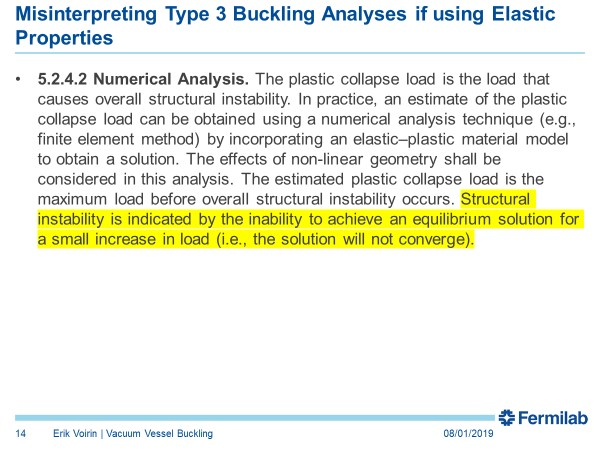 Misinterpreting Type 3 Buckling Analyses if using Elastic
Properties
• 5.2.4.2 Numerical Analysis. The plastic collapse load is the load that
causes overall structural instability. In practice, an estimate of the plastic
collapse load can be obtained using a numerical analysis technique (e.g.,
finite element method) by incorporating an elastic–plastic material model
to obtain a solution. The effects of non-linear geometry shall be
considered in this analysis. The estimated plastic collapse load is the
maximum load before overall structural instability occurs. Structural
instability is indicated by the inability to achieve an equilibrium solution for
a small increase in load (i.e., the solution will not converge).
Fermilab
14 Erik Voirin | Vacuum Vessel Buckling 08/01/2019